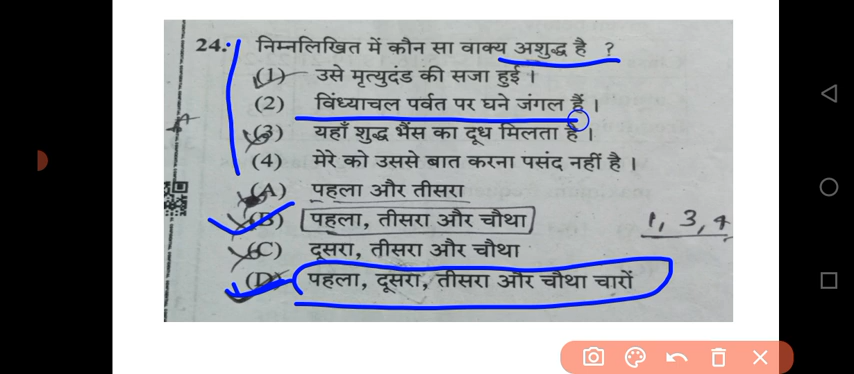 24. निम्नलिखित में कौन सा वाक्य अशुद्ध है ?
(1) उसे मृत्युदंड की सजा हुई ।
(2) विंध्याचल पर्वत पर घने जंगल हैं ।
(3) यहाँ शुद्ध भैंस का दूध मिलता है ।
(4) मेरे को उससे बात करना पसंद नहीं है ।
(A) पहला और तीसरा
(B) पहला, तीसरा और चौथा
1, 3, 4
(C) दूसरा, तीसरा और चौथा
(D) पहला, दूसरा, तीसरा और चौथा चारों